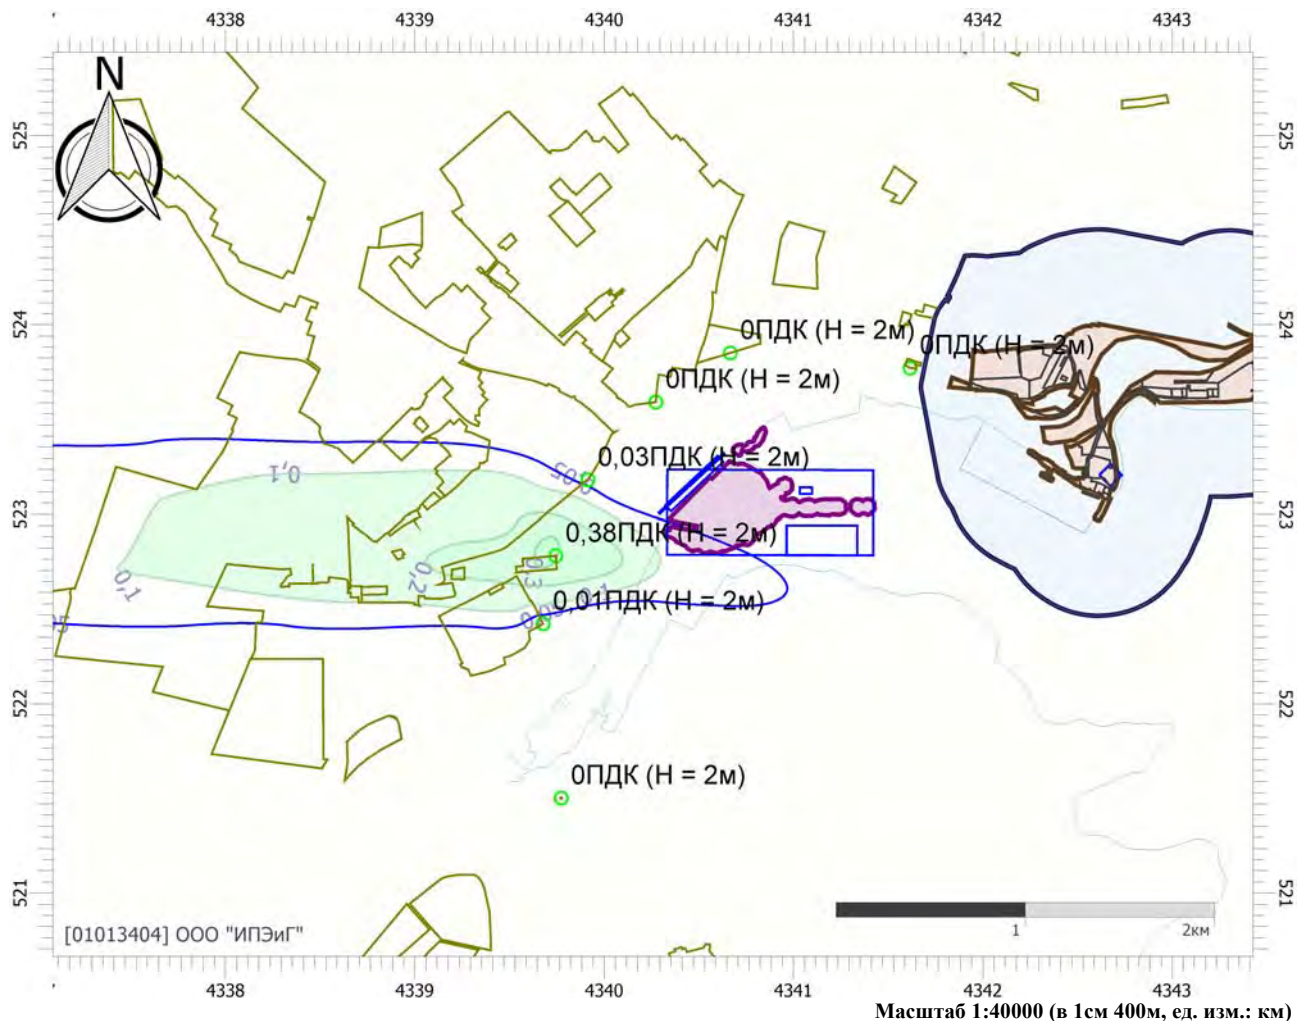 4338 4339 4340 4341 4342 4343
N
525 525
524 524
0ПДК (Н = 2м)
0ПДК (Н = 2м)
0ПДК (Н = 2м)
0,03ПДК (Н = 2м)
0,1
0,05
523 523
0,38ПДК (Н = 2м)
0,1
0,2
0,3
0,1
0,01ПДК (Н = 2м)
522 522
0ПДК (Н = 2м)
521 521
[01013404] ООО "ИПЭиГ"
1 2км
4338 4339 4340 4341 4342 4343
Масштаб 1:40000 (в 1см 400м, ед. изм.: км)